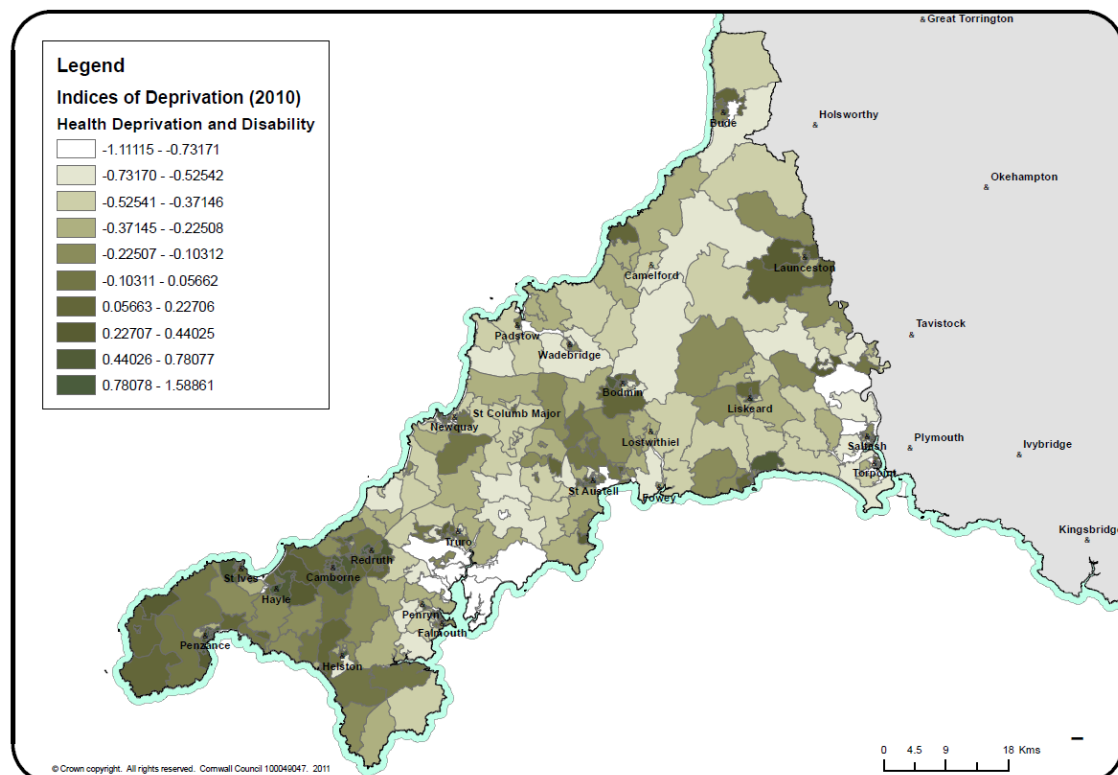 Great Torrington
Legend
Indices of Deprivation (2010)
Health Deprivation and Disability
-1.11115 - -0.73171
-0.73170 - -0.52542
-0.52541 - -0.37146
-0.37145 - -0.22508
-0.22507 - -0.10312
-0.10311 - 0.05662
0.05663 - 0.22706
0.22707 - 0.44025
0.44026 - 0.78077
0.78078 - 1.58861
Bude
Holsworthy
Okehampton
Launceston
Camelford
Padstow
Tavistock
Wadebridge
Bodmin
Liskeard
St Columb Major
Newquay
Lostwithiel
Saltash
Plymouth
Ivybridge
Torpoint
St Austell
Fowey
Kingsbridge
Truro
Redruth
St Ives
Camborne
Hayle
Penryn
Falmouth
Penzance
Helston
0 4.5 9 18 Kms
© Crown copyright. All rights reserved. Cornwall Council 100049047. 2011